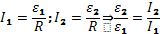 I₁ = ε₁/R ; I₂ = ε₂/R ⇒ ε₂/ε₁ = I₂/I₁